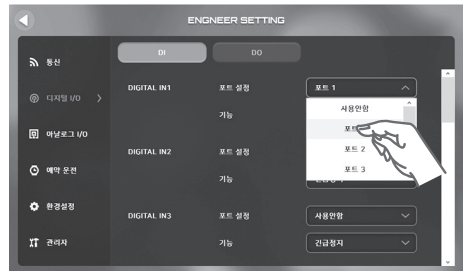 ENGNEER SETTING
DI
DO
통신
디지털 I/O
아날로그 I/O
예약 운전
환경설정
관리자
DIGITAL IN1
포트 설정
포트 1
기능
사용안함
포트 2
포트 3
DIGITAL IN2
포트 설정
기능
DIGITAL IN3
포트 설정
사용안함
기능
긴급정지